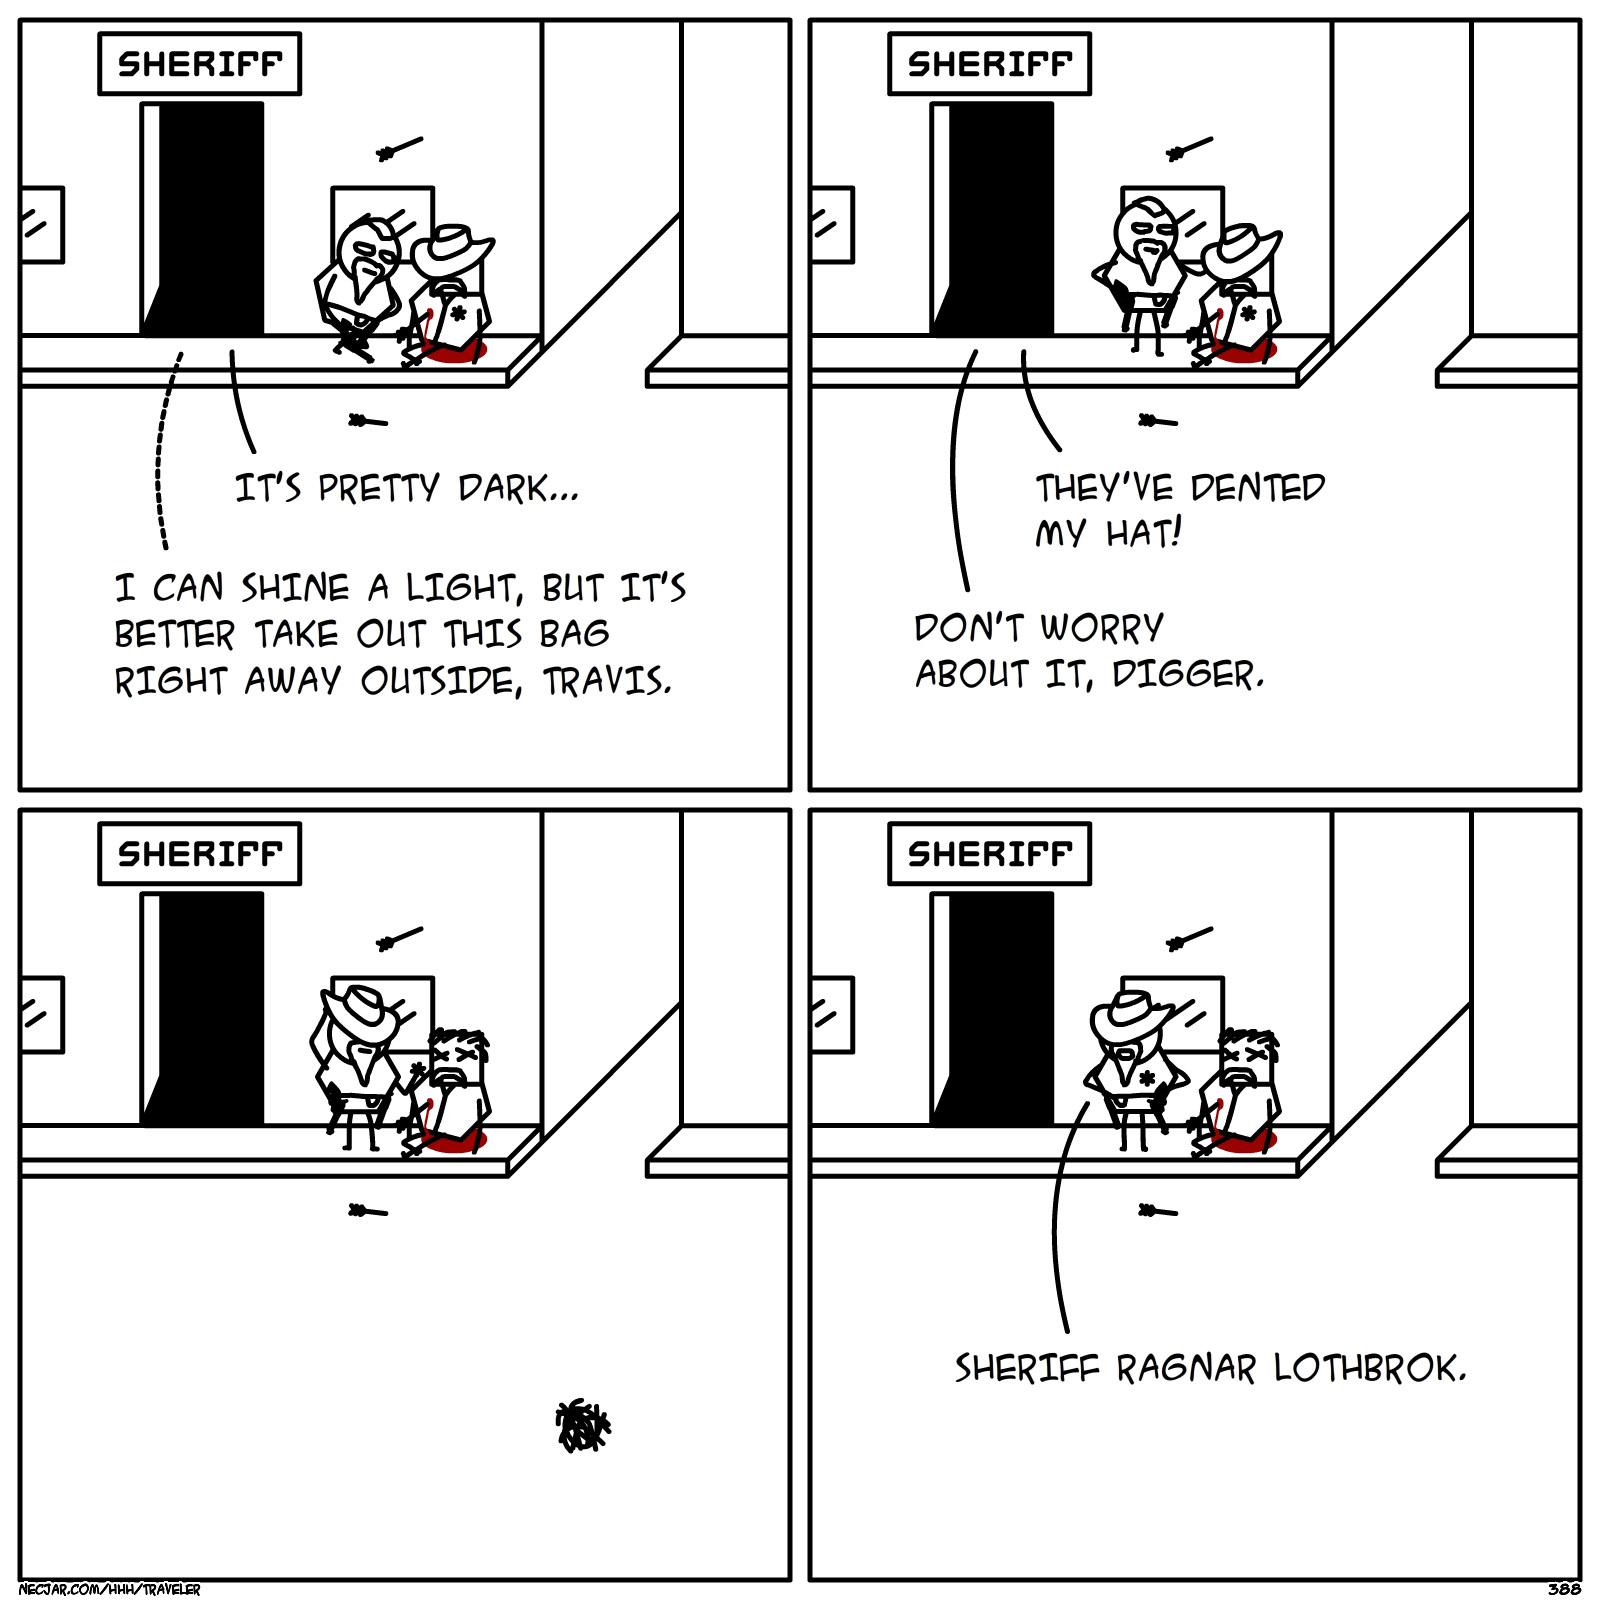 SHERIFF
IT'S PRETTY DARK...
I CAN SHINE A LIGHT, BUT IT'S
BETTER TAKE OUT THIS BAG
RIGHT AWAY OUTSIDE, TRAVIS.
SHERIFF
THEY'VE DENTED
MY HAT!
DON'T WORRY
ABOUT IT, DIGGER.
SHERIFF
SHERIFF
SHERIFF RAGNAR LOTHBROK.
NECJAR.COM/HHH/TRAVELER
388